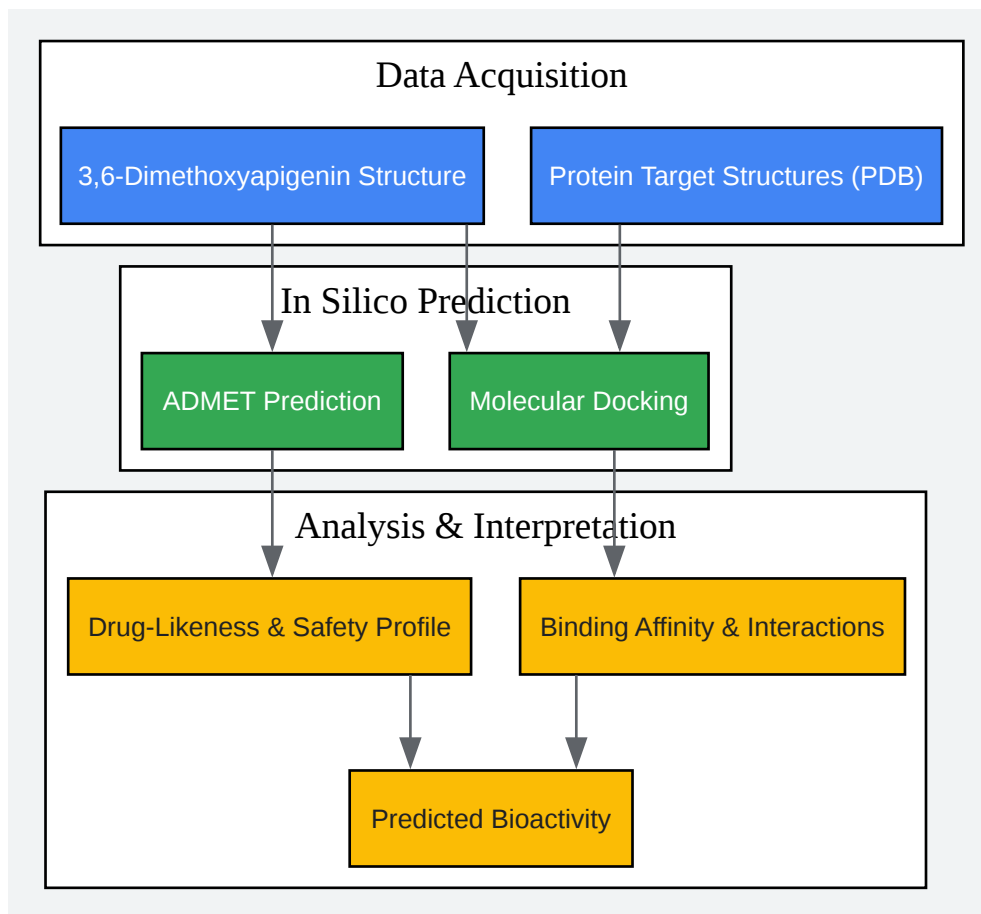 Data Acquisition
3,6-Dimethoxyapigenin Structure
Protein Target Structures (PDB)
In Silico Prediction
ADMET Prediction
Molecular Docking
Analysis & Interpretation
Drug-Likeness & Safety Profile
Binding Affinity & Interactions
Predicted Bioactivity